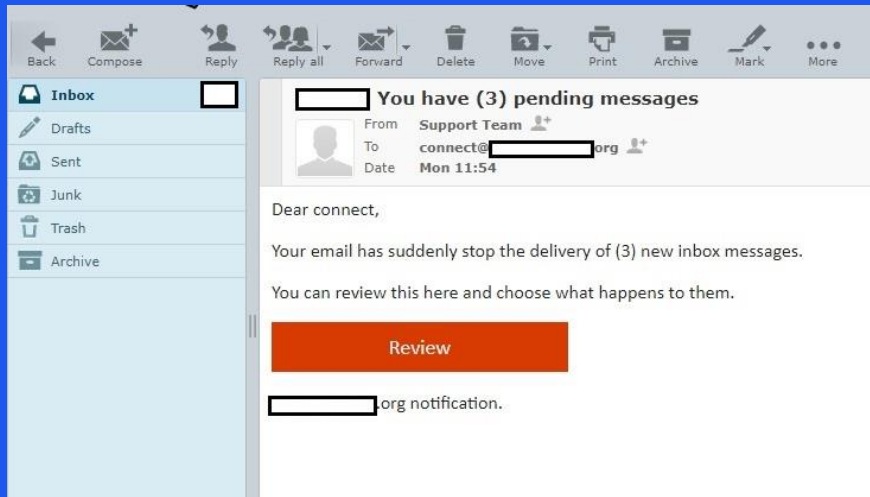 Back Compose Reply Reply all Forward Delete Move Print Archive Mark More
Inbox
Drafts
Sent
Junk
Trash
Archive
You have (3) pending messages
From Support Team
To connect@ org
Date Mon 11:54
Dear connect,
Your email has suddenly stop the delivery of (3) new inbox messages.
You can review this here and choose what happens to them.
Review
.org notification.